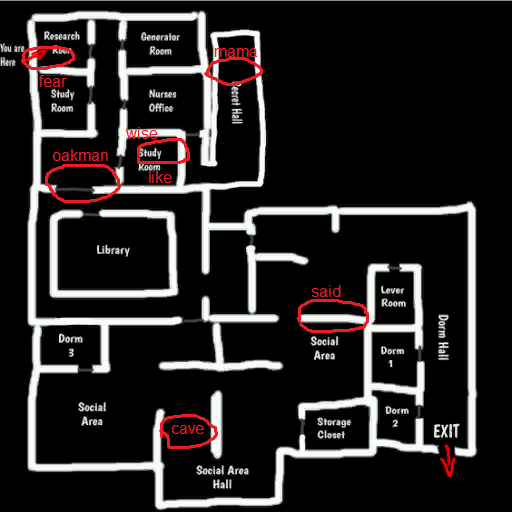 Research
Room
Generator
Room
mama
You are
Here
fear
Study
Room
Nurses
Office
Secret Hall
wise
Study
Room
like
oakman
Library
said
Lever
Room
Social
Area
Dorm Hall
Dorm
3
Dorm
1
Social
Area
cave
Storage
Closet
Dorm
2
EXIT
Social Area
Hall